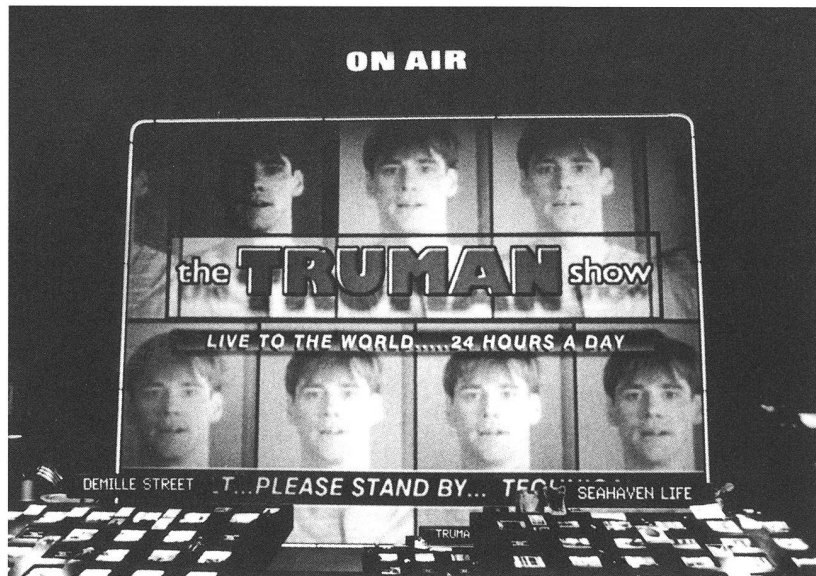 ON AIR
the TRUMAN show
LIVE TO THE WORLD.....24 HOURS A DAY
DEMILLE STREET
.T...PLEASE STAND BY...
SEAHAVEN LIFE
TRUMA